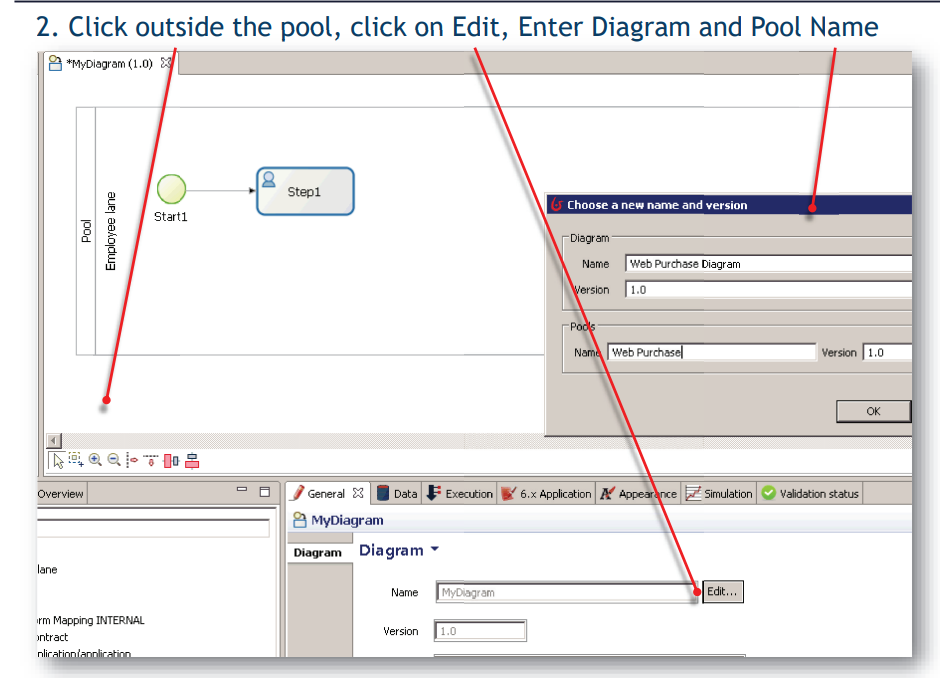 2. Click outside the pool, click on Edit, Enter Diagram and Pool Name
*MyDiagram (1.0)
Pool
Employee lane
Start1
Step1
Choose a new name and version
Diagram
Name Web Purchase Diagram
Version 1.0
Pools
Name Web Purchase Version 1.0
OK
Overview
General Data Execution 6.x Application Appearance Simulation Validation status
MyDiagram
Diagram Diagram
Name MyDiagram Edit...
Version 1.0
lane
rm Mapping INTERNAL
ontract
plication/application